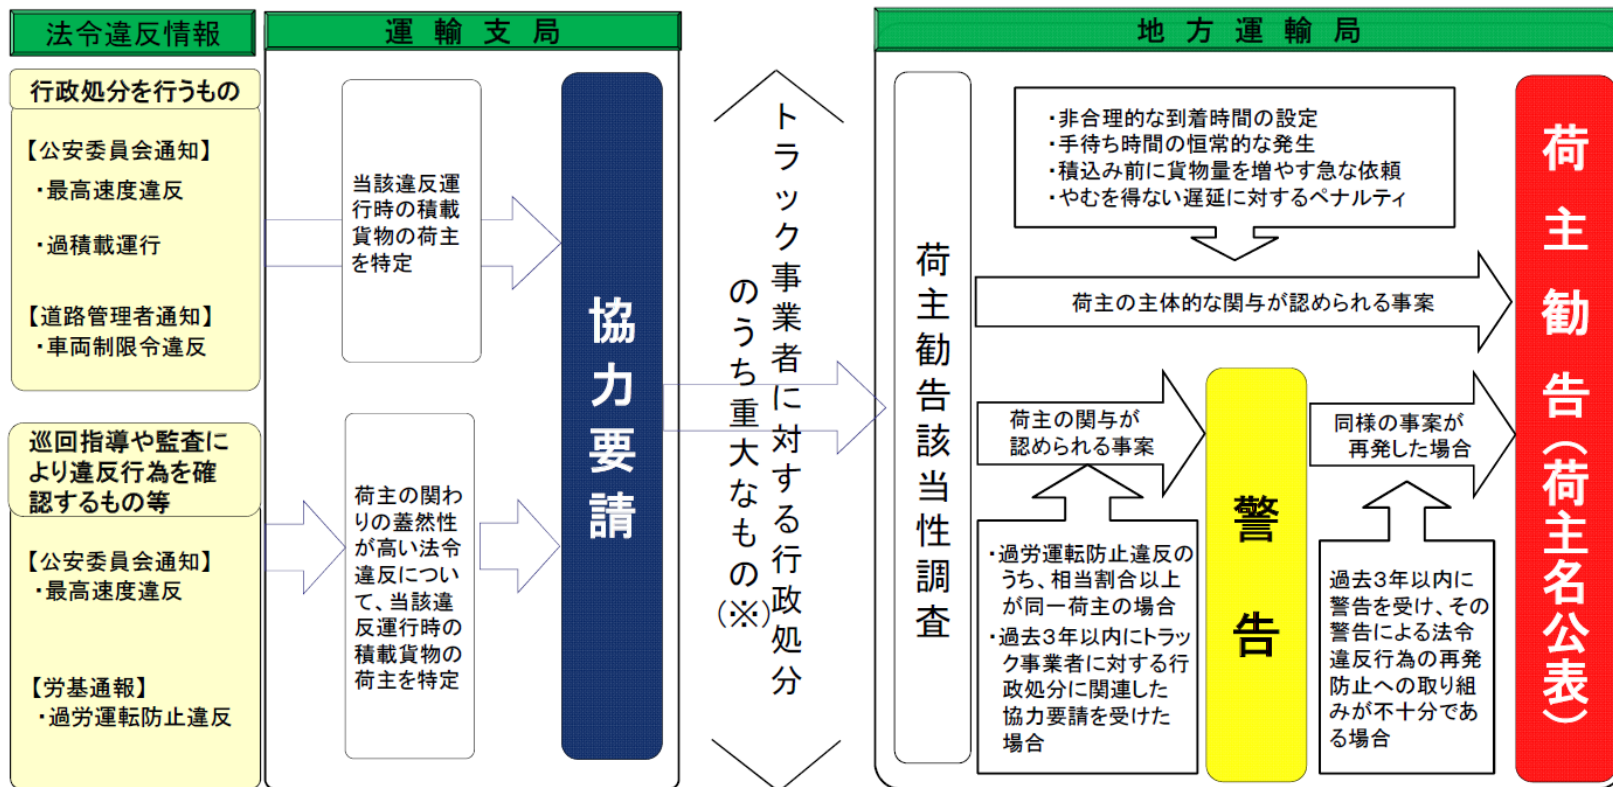 法令違反情報
行政処分を行うもの
【公安委員会通知】
・最高速度違反
・過積載運行
【道路管理者通知】
・車両制限令違反
巡回指導や監査に
より違反行為を確
認するもの等
【公安委員会通知】
・最高速度違反
【労基通報】
・過労運転防止違反
運輸支局
当該違反運
行時の積載
貨物の荷主
を特定
荷主の関わ
りの蓋然性
が高い法令
違反につい
て、当該違
反運行時の
積載貨物の
荷主を特定
協力要請
トラック事業者に対する行政処分
のうち重大なもの(※)
地方運輸局
荷主勧告該当性調査
・非合理的な到着時間の設定
・手待ち時間の恒常的な発生
・積込み前に貨物量を増やす急な依頼
・やむを得ない遅延に対するペナルティ
荷主の主体的な関与が認められる事案
荷主の関与が
認められる事案
・過労運転防止違反の
うち、相当割合以上
が同一荷主の場合
・過去3年以内にトラッ
ク事業者に対する行
政処分に関連した
協力要請を受けた
場合
警告
同様の事案が
再発した場合
過去3年以内に
警告を受け、その
警告による法令
違反行為の再発
防止への取り組
みが不十分であ
る場合
荷主勧告(荷主名公表)